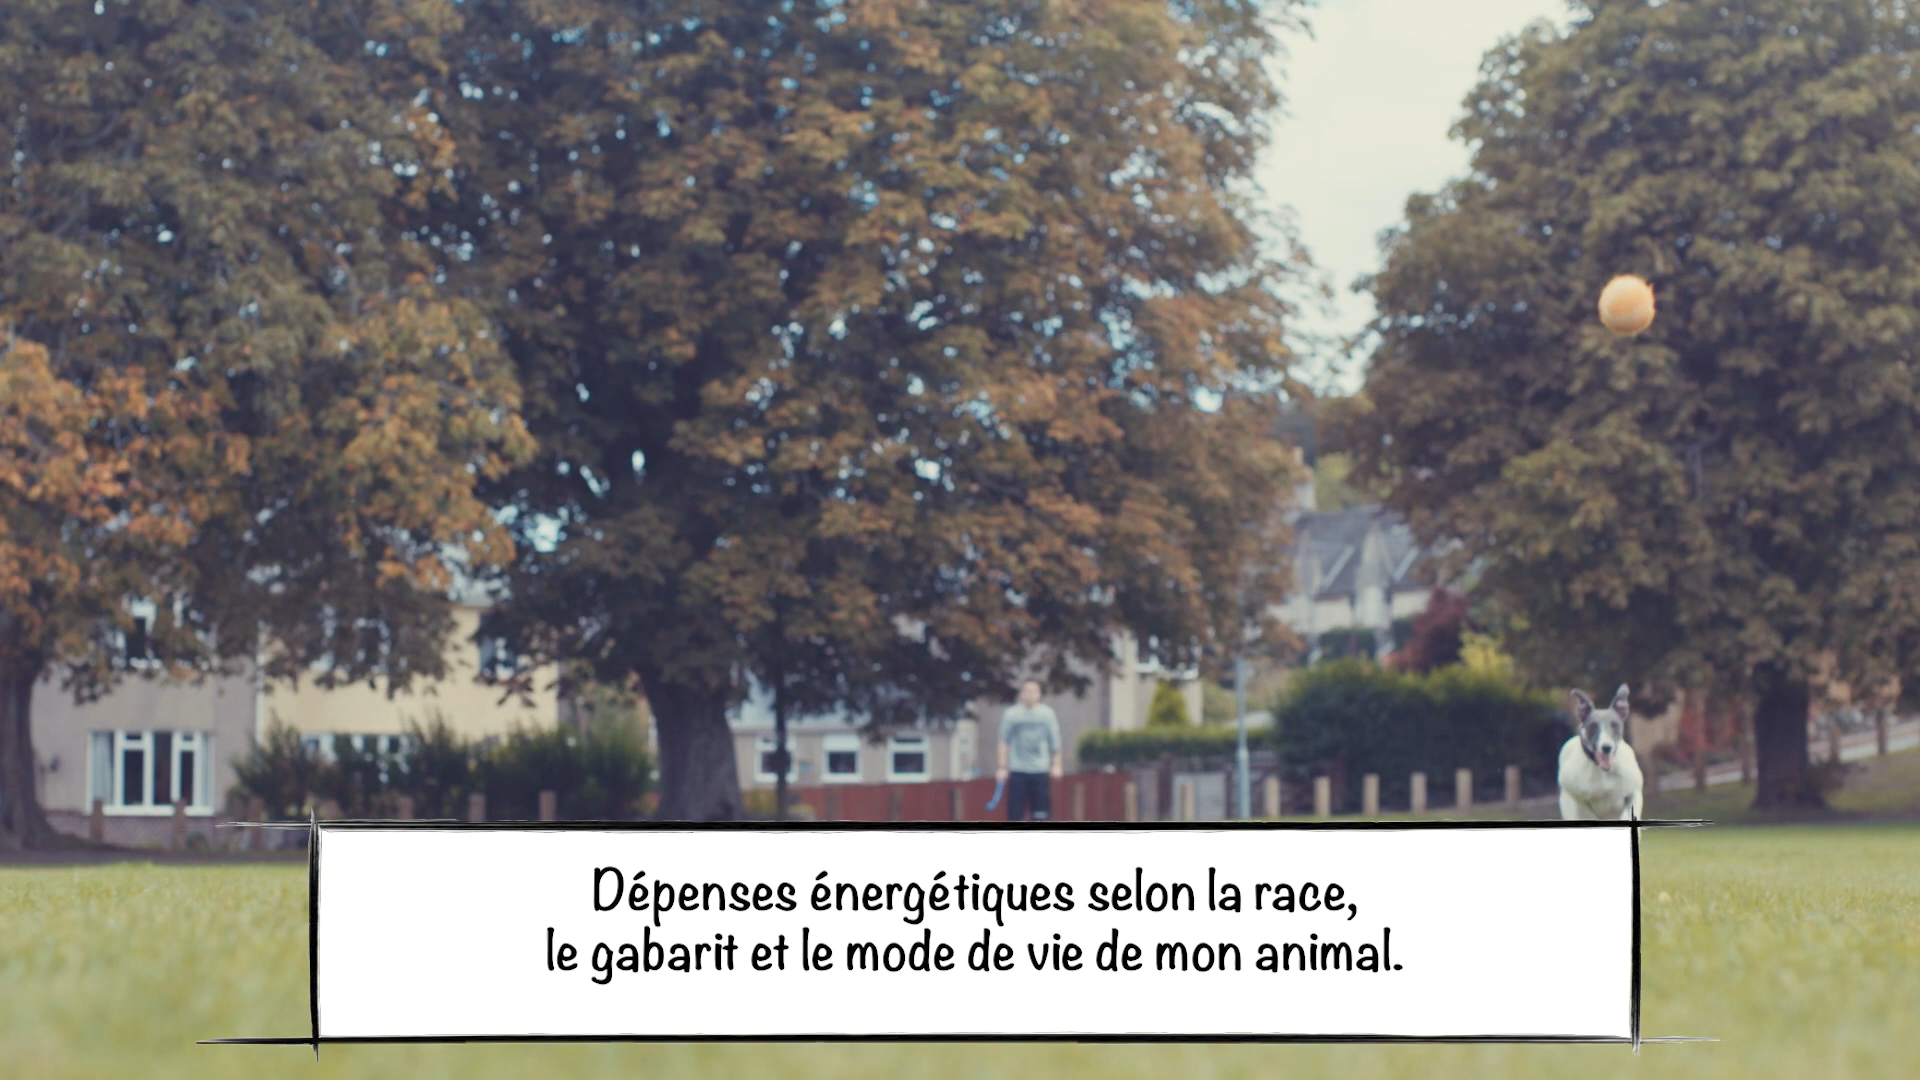 Dépenses énergétiques selon la race,
le gabarit et le mode de vie de mon animal.